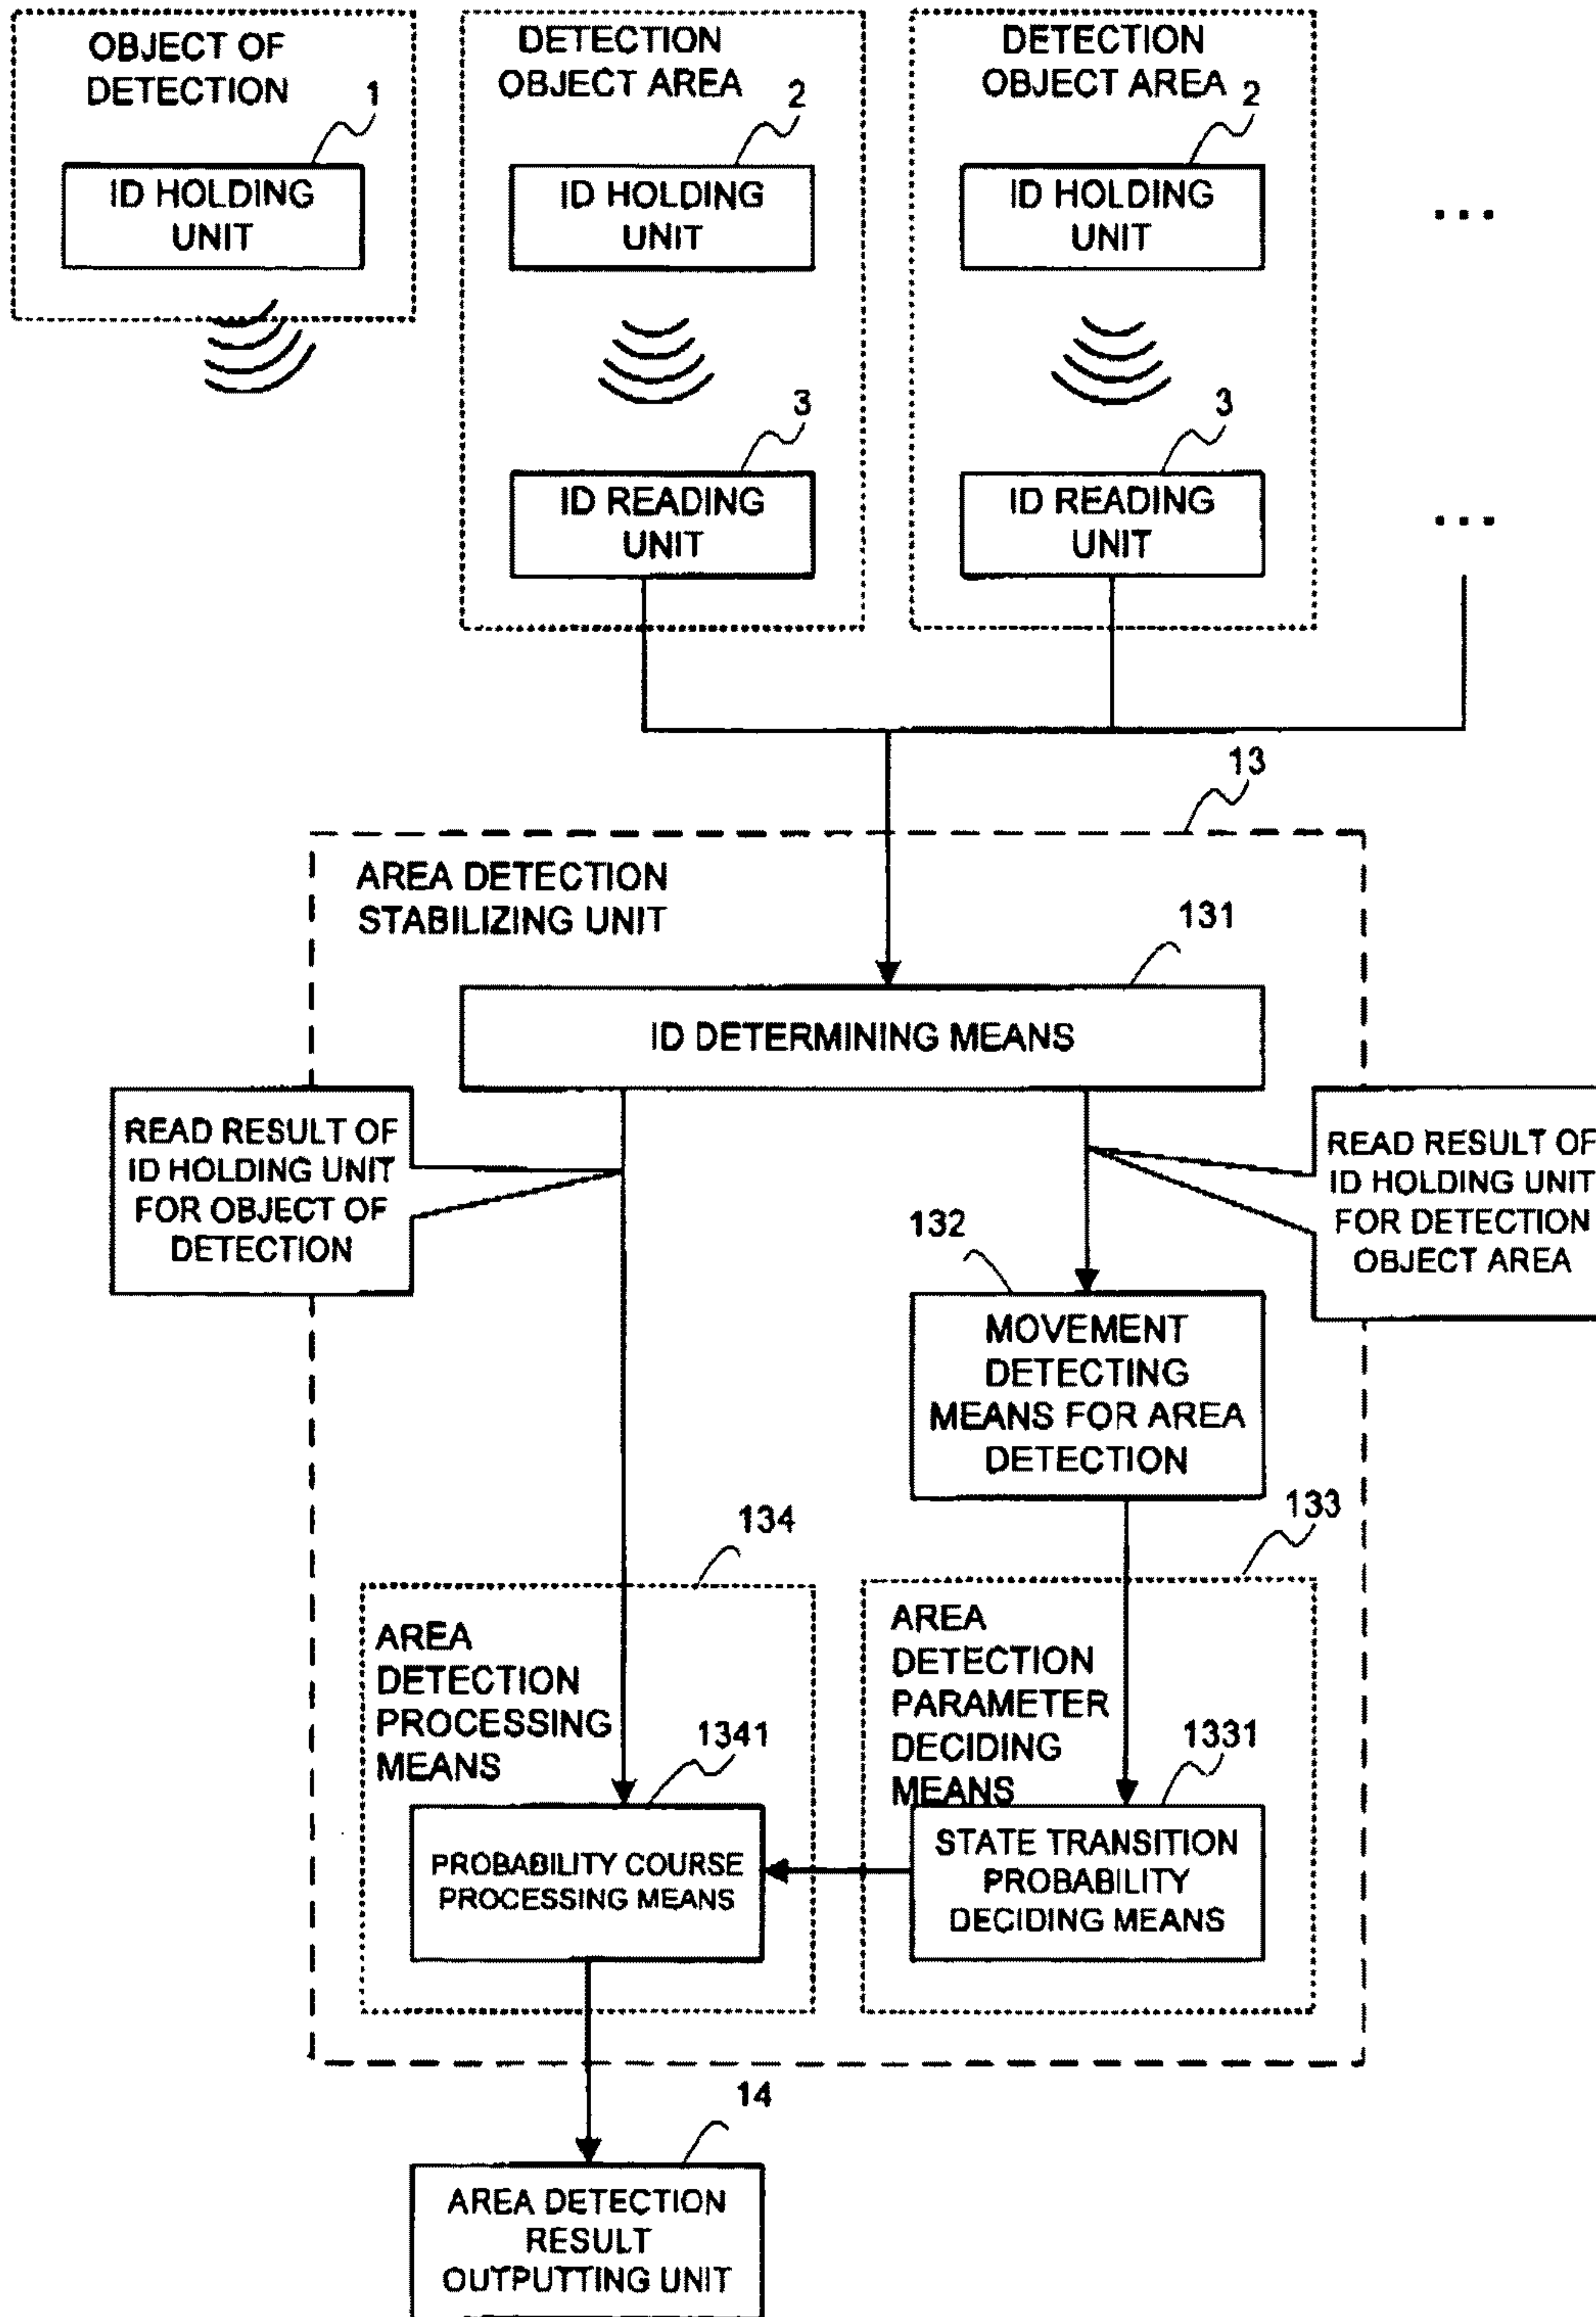 OBJECT OF
DETECTION
1
ID HOLDING
UNIT
DETECTION
OBJECT AREA
2
ID HOLDING
UNIT
3
ID READING
UNIT
DETECTION
OBJECT AREA
2
ID HOLDING
UNIT
3
ID READING
UNIT
...
...
13
AREA DETECTION
STABILIZING UNIT
131
ID DETERMINING MEANS
READ RESULT OF
ID HOLDING UNIT
FOR OBJECT OF
DETECTION
READ RESULT OF
ID HOLDING UNIT
FOR DETECTION
OBJECT AREA
132
MOVEMENT
DETECTING
MEANS FOR AREA
DETECTION
134
AREA
DETECTION
PROCESSING
MEANS
1341
PROBABILITY COURSE
PROCESSING MEANS
133
AREA
DETECTION
PARAMETER
DECIDING
MEANS
1331
STATE TRANSITION
PROBABILITY
DECIDING MEANS
14
AREA DETECTION
RESULT
OUTPUTTING UNIT